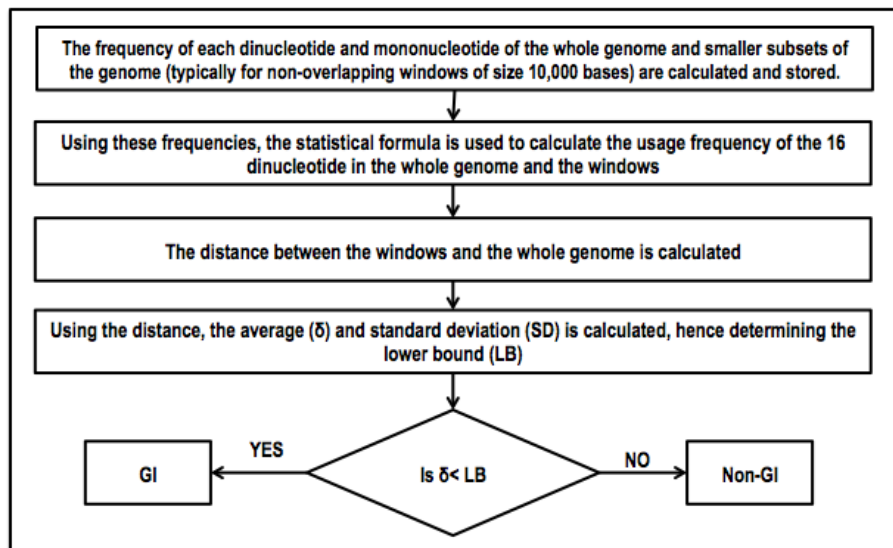 The frequency of each dinucleotide and mononucleotide of the whole genome and smaller subsets of
the genome (typically for non-overlapping windows of size 10,000 bases) are calculated and stored.
Using these frequencies, the statistical formula is used to calculate the usage frequency of the 16
dinucleotide in the whole genome and the windows
The distance between the windows and the whole genome is calculated
Using the distance, the average (δ) and standard deviation (SD) is calculated, hence determining the
lower bound (LB)
YES
NO
GI
Is δ< LB
Non-GI